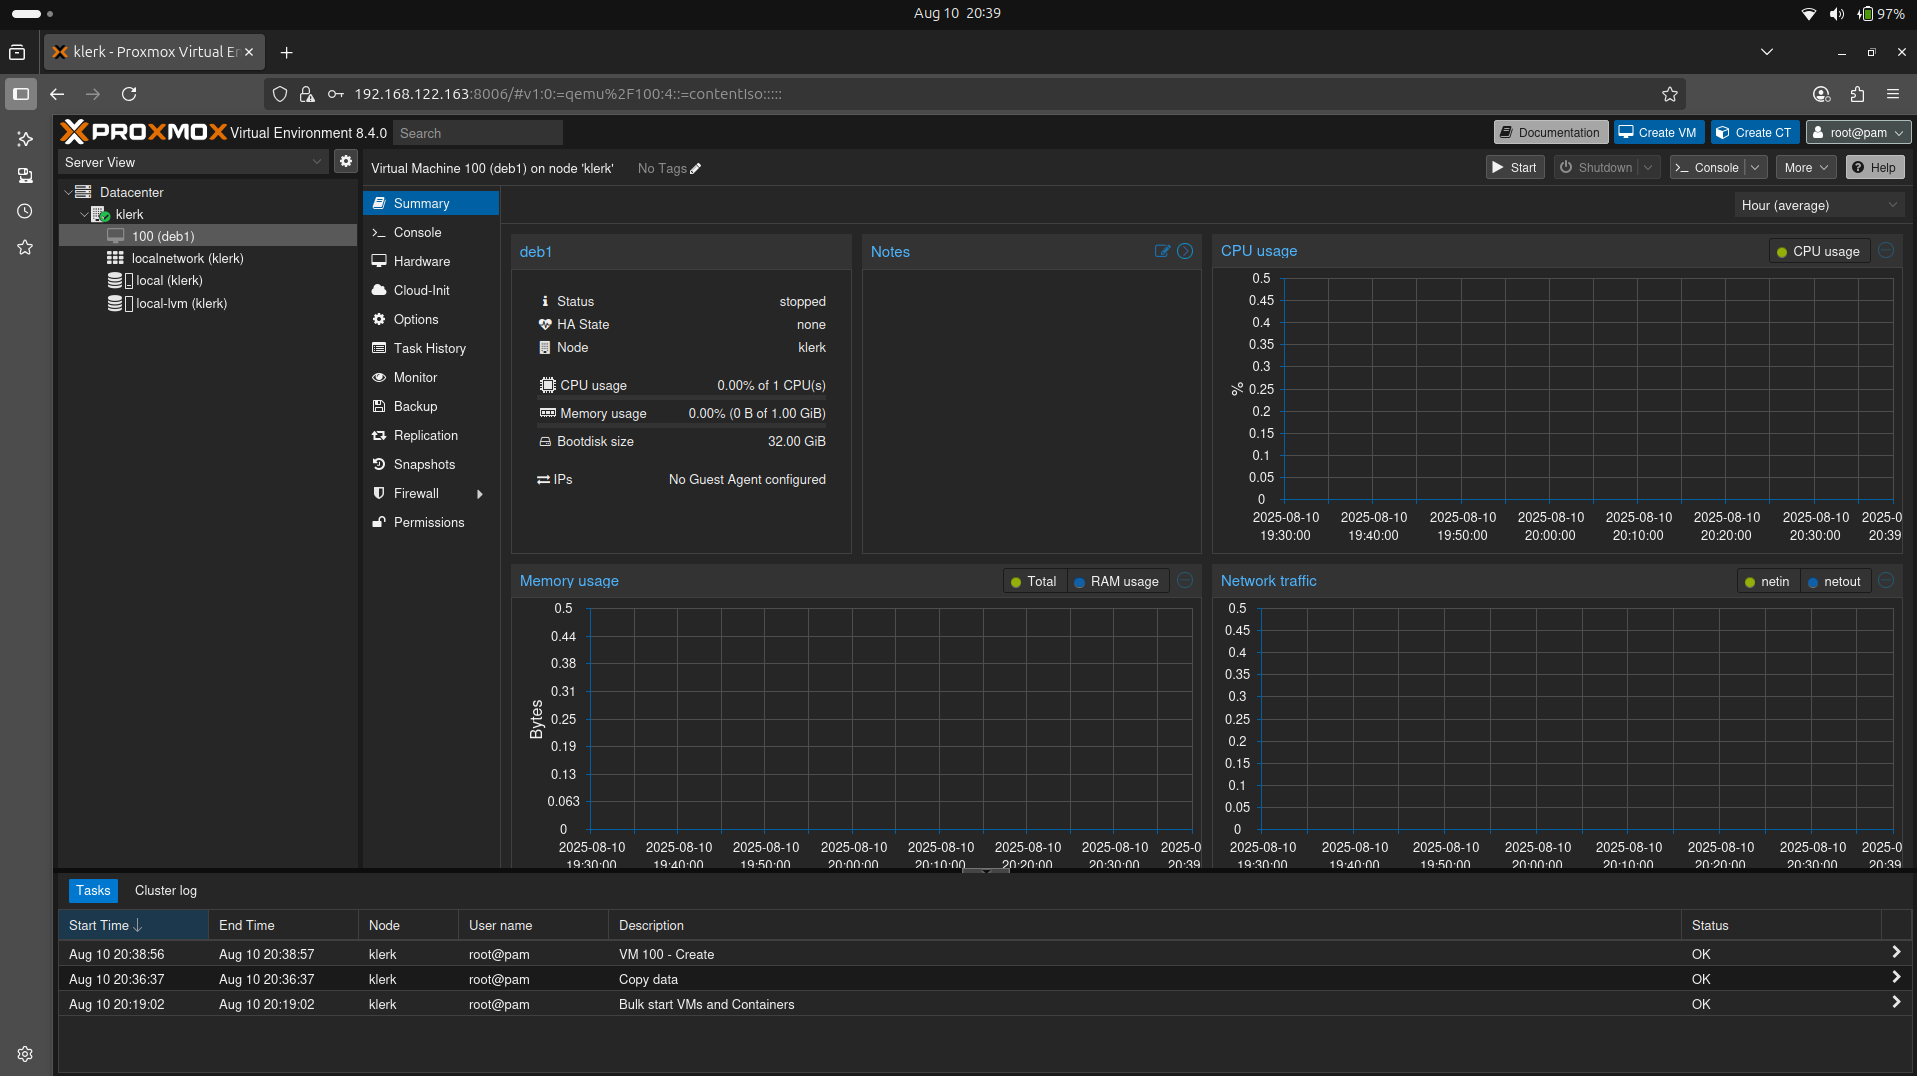 Aug 10 20:39
97%
klerk - Proxmox Virtual En
192.168.122.163:8006/#v1:0:=qemu%2F100:4::=contentIso:::::
PROXMOX Virtual Environment 8.4.0
Search
Documentation
Create VM
Create CT
root@pam
Server View
Virtual Machine 100 (deb1) on node 'klerk'
No Tags
Start
Shutdown
Console
More
Help
Datacenter
klerk
100 (deb1)
localnetwork (klerk)
local (klerk)
local-lvm (klerk)
Summary
Console
Hardware
Cloud-Init
Options
Task History
Monitor
Backup
Replication
Snapshots
Firewall
Permissions
Hour (average)
deb1
Status stopped
HA State none
Node klerk
CPU usage 0.00% of 1 CPU(s)
Memory usage 0.00% (0 B of 1.00 GiB)
Bootdisk size 32.00 GiB
IPs No Guest Agent configured
Notes
CPU usage
CPU usage
0.5
0.45
0.4
0.35
0.3
% 0.25
0.2
0.15
0.1
0.05
0
2025-08-10 2025-08-10 2025-08-10 2025-08-10 2025-08-10 2025-08-10 2025-08-10 2025-0
19:30:00 19:40:00 19:50:00 20:00:00 20:10:00 20:20:00 20:30:00 20:39
Memory usage
Total RAM usage
0.5
0.44
0.38
0.31
Bytes 0.25
0.19
0.13
0.063
0
2025-08-10 2025-08-10 2025-08-10 2025-08-10 2025-08-10 2025-08-10 2025-08-10 2025-0
19:30:00 19:40:00 19:50:00 20:00:00 20:10:00 20:20:00 20:30:00 20:39
Network traffic
netin netout
0.5
0.45
0.4
0.35
0.3
0.25
0.2
0.15
0.1
0.05
0
2025-08-10 2025-08-10 2025-08-10 2025-08-10 2025-08-10 2025-08-10 2025-08-10 2025-0
19:30:00 19:40:00 19:50:00 20:00:00 20:10:00 20:20:00 20:30:00 20:39
Tasks Cluster log
Start Time End Time Node User name Description Status
Aug 10 20:38:56 Aug 10 20:38:57 klerk root@pam VM 100 - Create OK
Aug 10 20:36:37 Aug 10 20:36:37 klerk root@pam Copy data OK
Aug 10 20:19:02 Aug 10 20:19:02 klerk root@pam Bulk start VMs and Containers OK